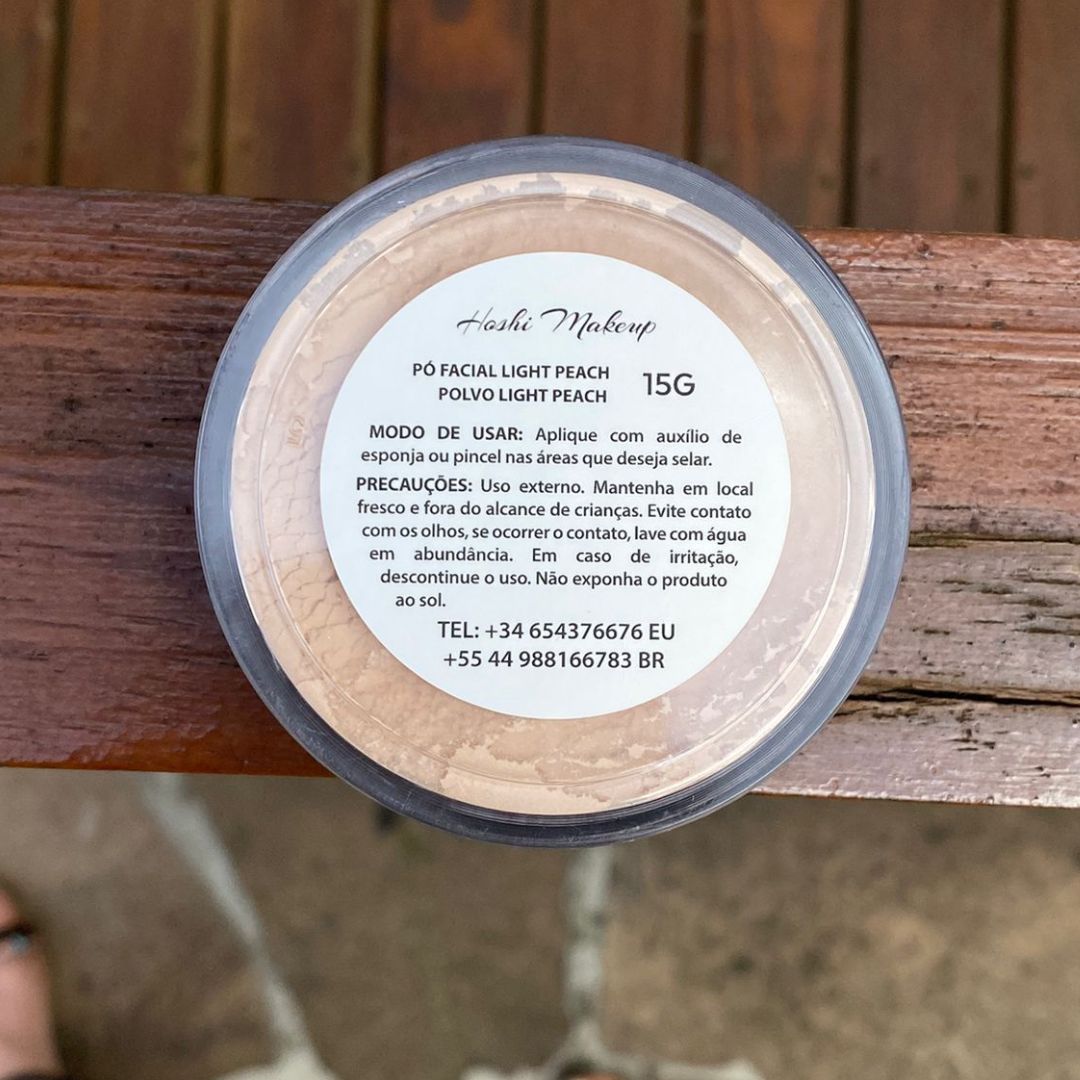 Hoshi Makeup
PÓ FACIAL LIGHT PEACH
POLVO LIGHT PEACH
15G
MODO DE USAR: Aplique com auxílio de
esponja ou pincel nas áreas que deseja selar.
PRECAUÇÕES: Uso externo. Mantenha em local
fresco e fora do alcance de crianças. Evite contato
com os olhos, se ocorrer o contato, lave com água
em abundância. Em caso de irritação,
descontinue o uso. Não exponha o produto
ao sol.
TEL: +34 654376676 EU
+55 44 988166783 BR